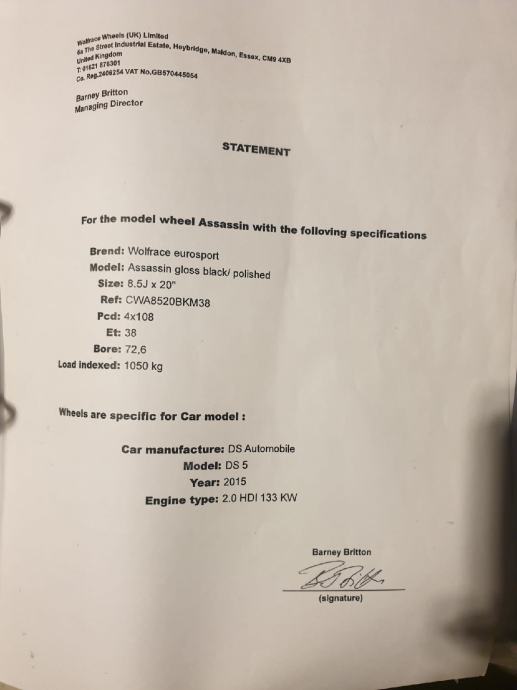 Wolfrace Wheels (UK) Limited
6a The Street Industrial Estate, Heybridge, Maldon, Essex, CM9 4XB
United Kingdom
T: 01621 876301
Co. Reg.2406254 VAT No.GB570445054
Barney Britton
Managing Director
STATEMENT
For the model wheel Assassin with the following specifications
Brend: Wolfrace eurosport
Model: Assassin gloss black/ polished
Size: 8.5J x 20"
Ref: CWA8520BKM38
Pcd: 4x108
Et: 38
Bore: 72,6
Load indexed: 1050 kg
Wheels are specific for Car model :
Car manufacture: DS Automobile
Model: DS 5
Year: 2015
Engine type: 2.0 HDI 133 KW
Barney Britton
(signature)